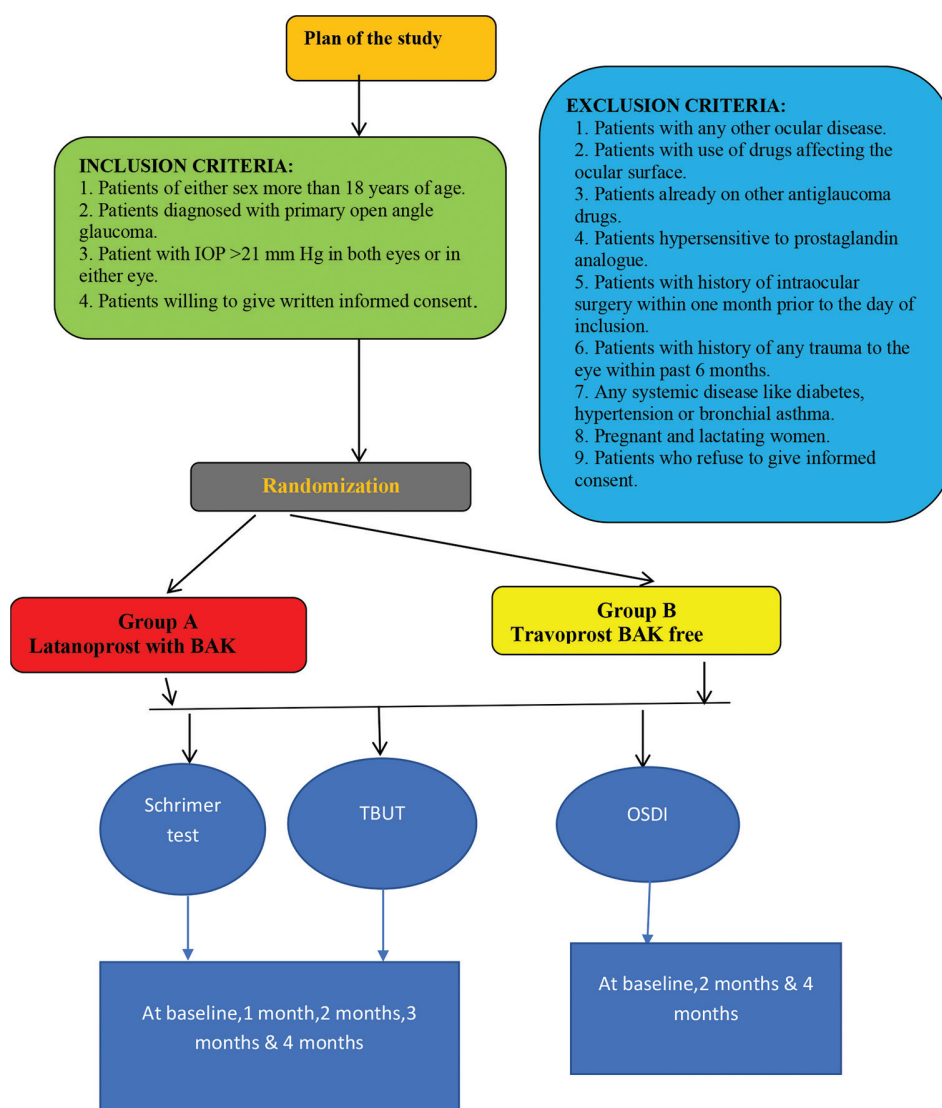 Plan of the study
INCLUSION CRITERIA:
1. Patients of either sex more than 18 years of age.
2. Patients diagnosed with primary open angle
glaucoma.
3. Patient with IOP >21 mm Hg in both eyes or in
either eye.
4. Patients willing to give written informed consent.
EXCLUSION CRITERIA:
1. Patients with any other ocular disease.
2. Patients with use of drugs affecting the
ocular surface.
3. Patients already on other antiglaucoma
drugs.
4. Patients hypersensitive to prostaglandin
analogue.
5. Patients with history of intraocular
surgery within one month prior to the day of
inclusion.
6. Patients with history of any trauma to the
eye within past 6 months.
7. Any systemic disease like diabetes,
hypertension or bronchial asthma.
8. Pregnant and lactating women.
9. Patients who refuse to give informed
consent.
Randomization
Group A
Latanoprost with BAK
Group B
Travoprost BAK free
Schrimer
test
TBUT
OSDI
At baseline,1 month,2 months,3
months & 4 months
At baseline,2 months & 4
months